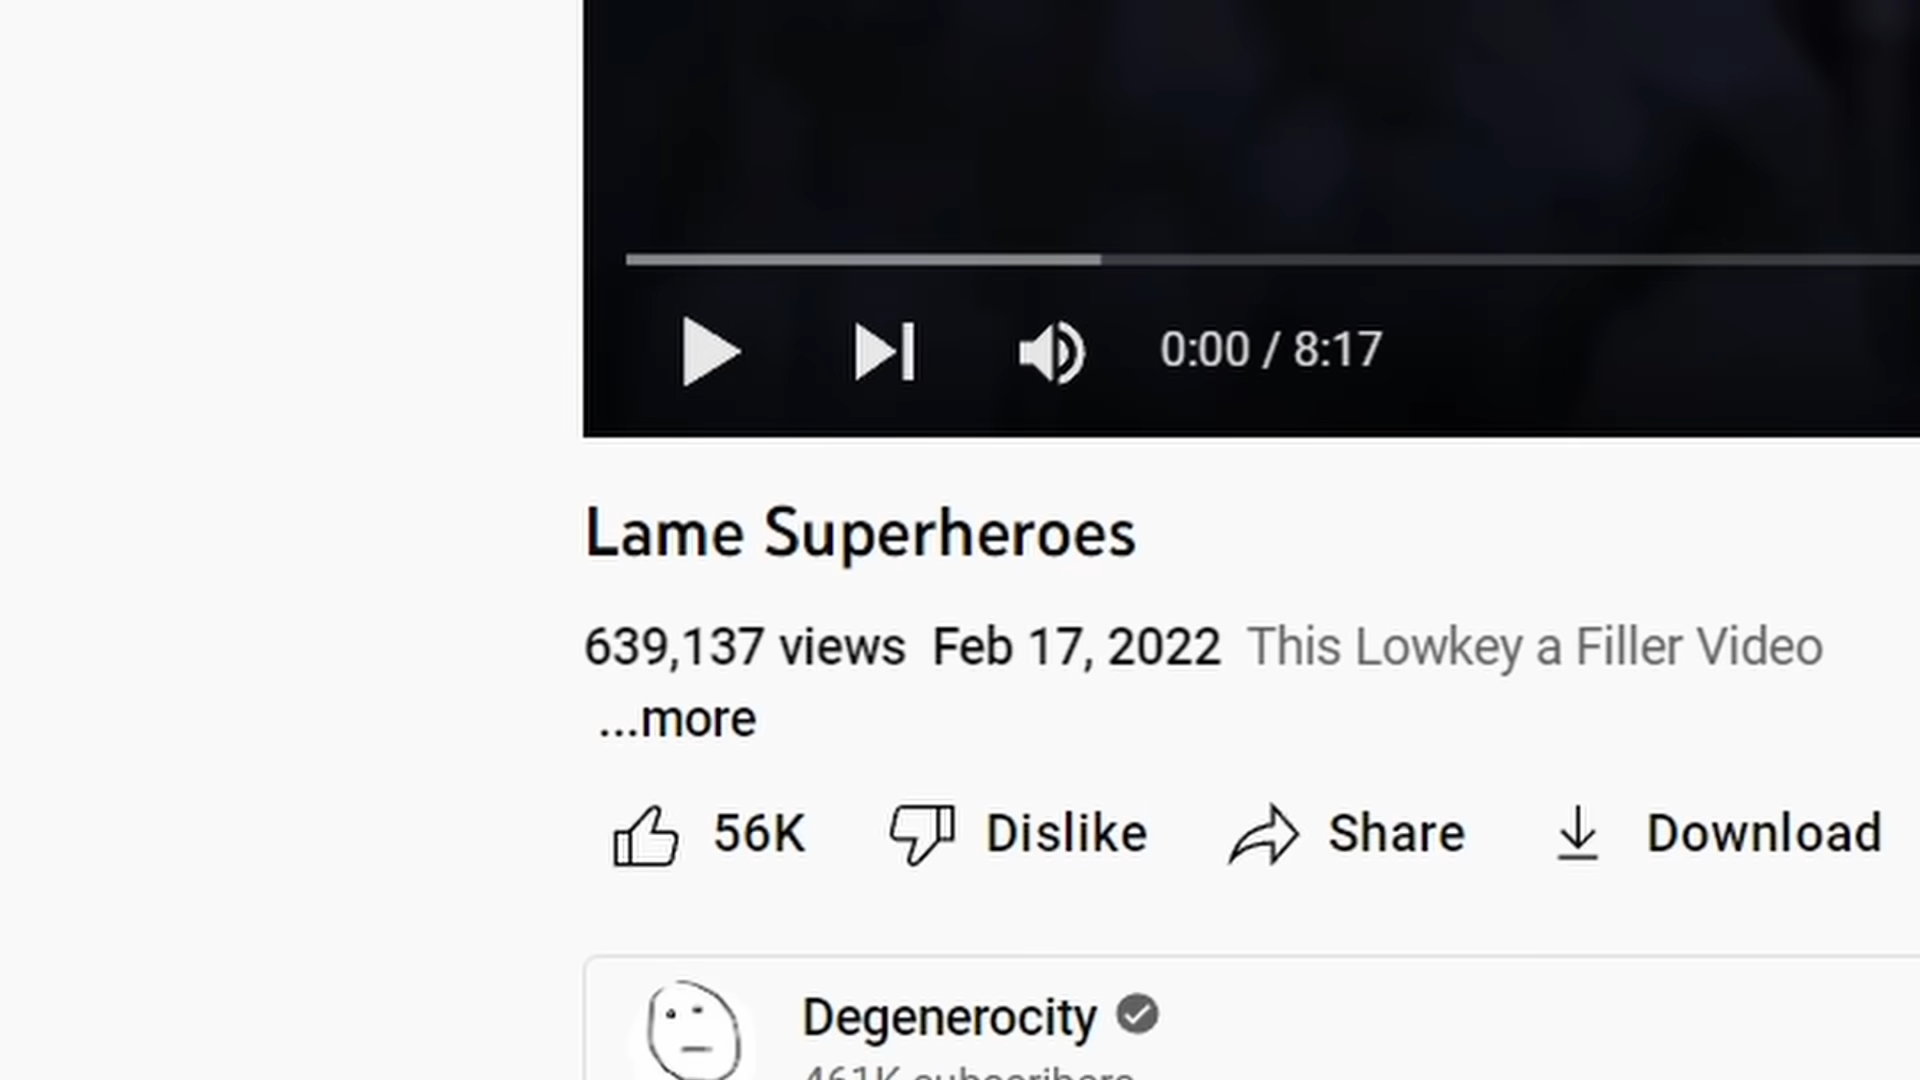 0:00 / 8:17
Lame Superheroes
639,137 views Feb 17, 2022 This Lowkey a Filler Video
...more
56K Dislike Share Download
Degenerocity
461K subscribers